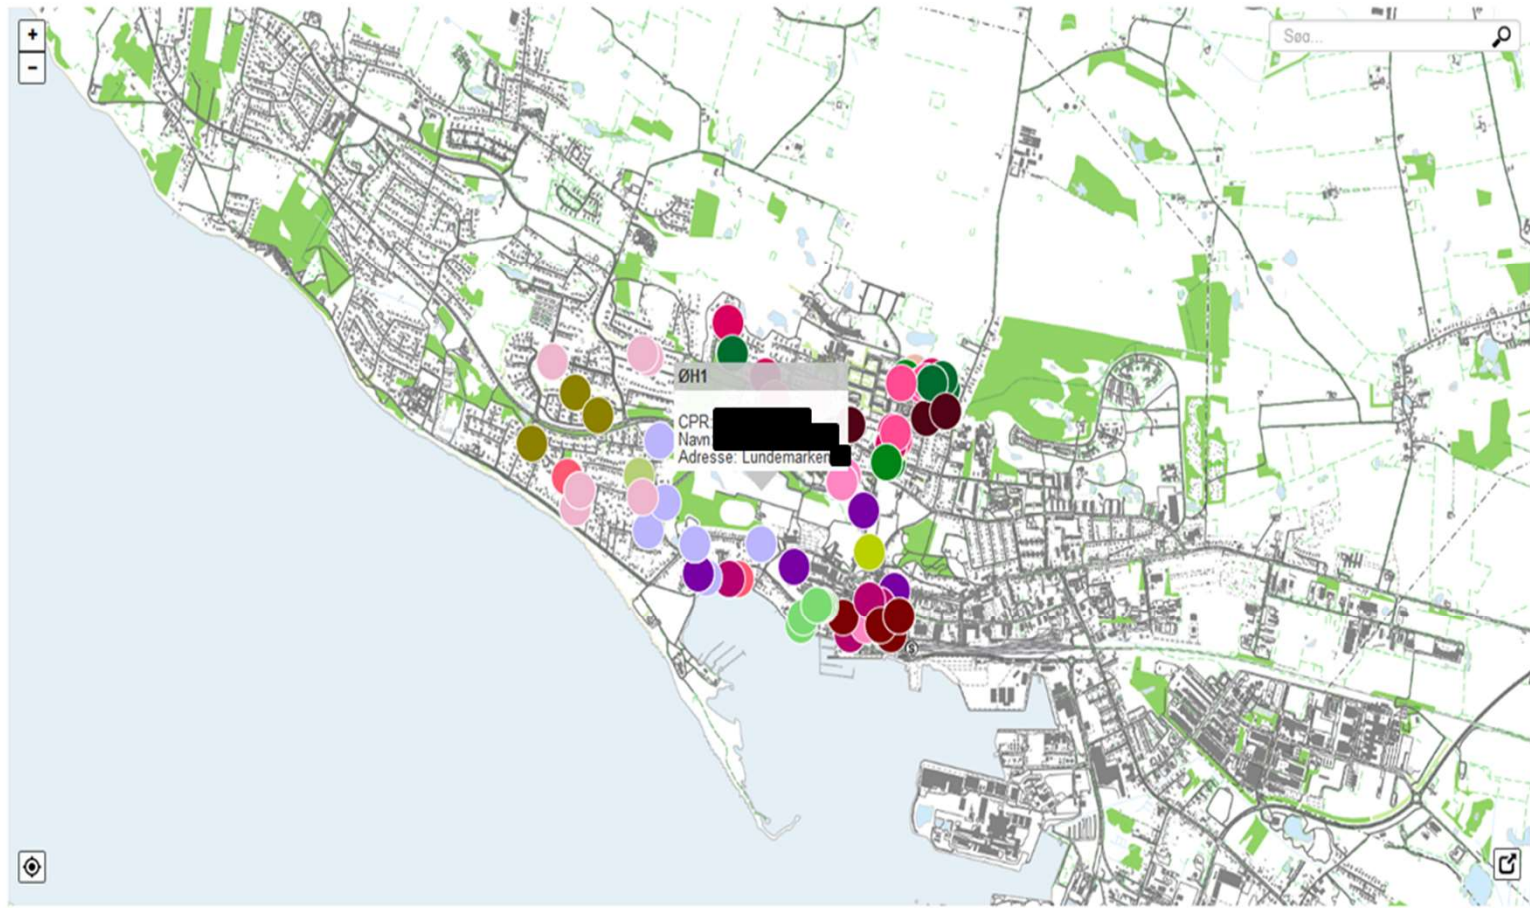 +
Søg...
−
ØH1
CPR:
Navn:
Adresse: Lundemarken
S